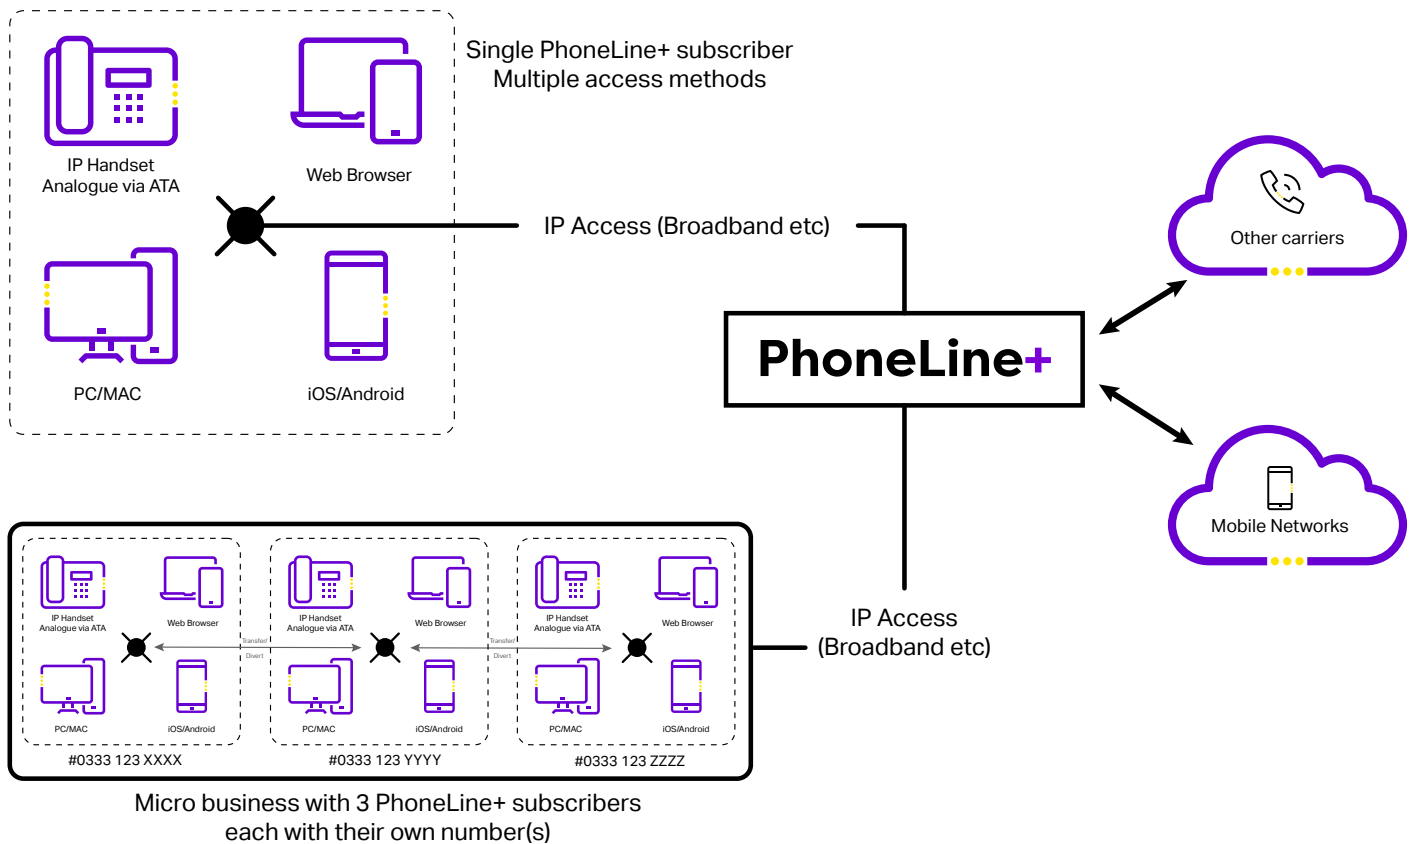 Single PhoneLine+ subscriber
Multiple access methods
IP Handset
Analogue via ATA
Web Browser
PC/MAC
iOS/Android
IP Access (Broadband etc)
PhoneLine+
Other carriers
Mobile Networks
IP Access
(Broadband etc)
IP Handset
Analogue via ATA
Web Browser
PC/MAC
iOS/Android
#0333 123 XXXX
Transfer/
Divert
IP Handset
Analogue via ATA
Web Browser
PC/MAC
iOS/Android
#0333 123 YYYY
Transfer/
Divert
IP Handset
Analogue via ATA
Web Browser
PC/MAC
iOS/Android
#0333 123 ZZZZ
Micro business with 3 PhoneLine+ subscribers
each with their own number(s)